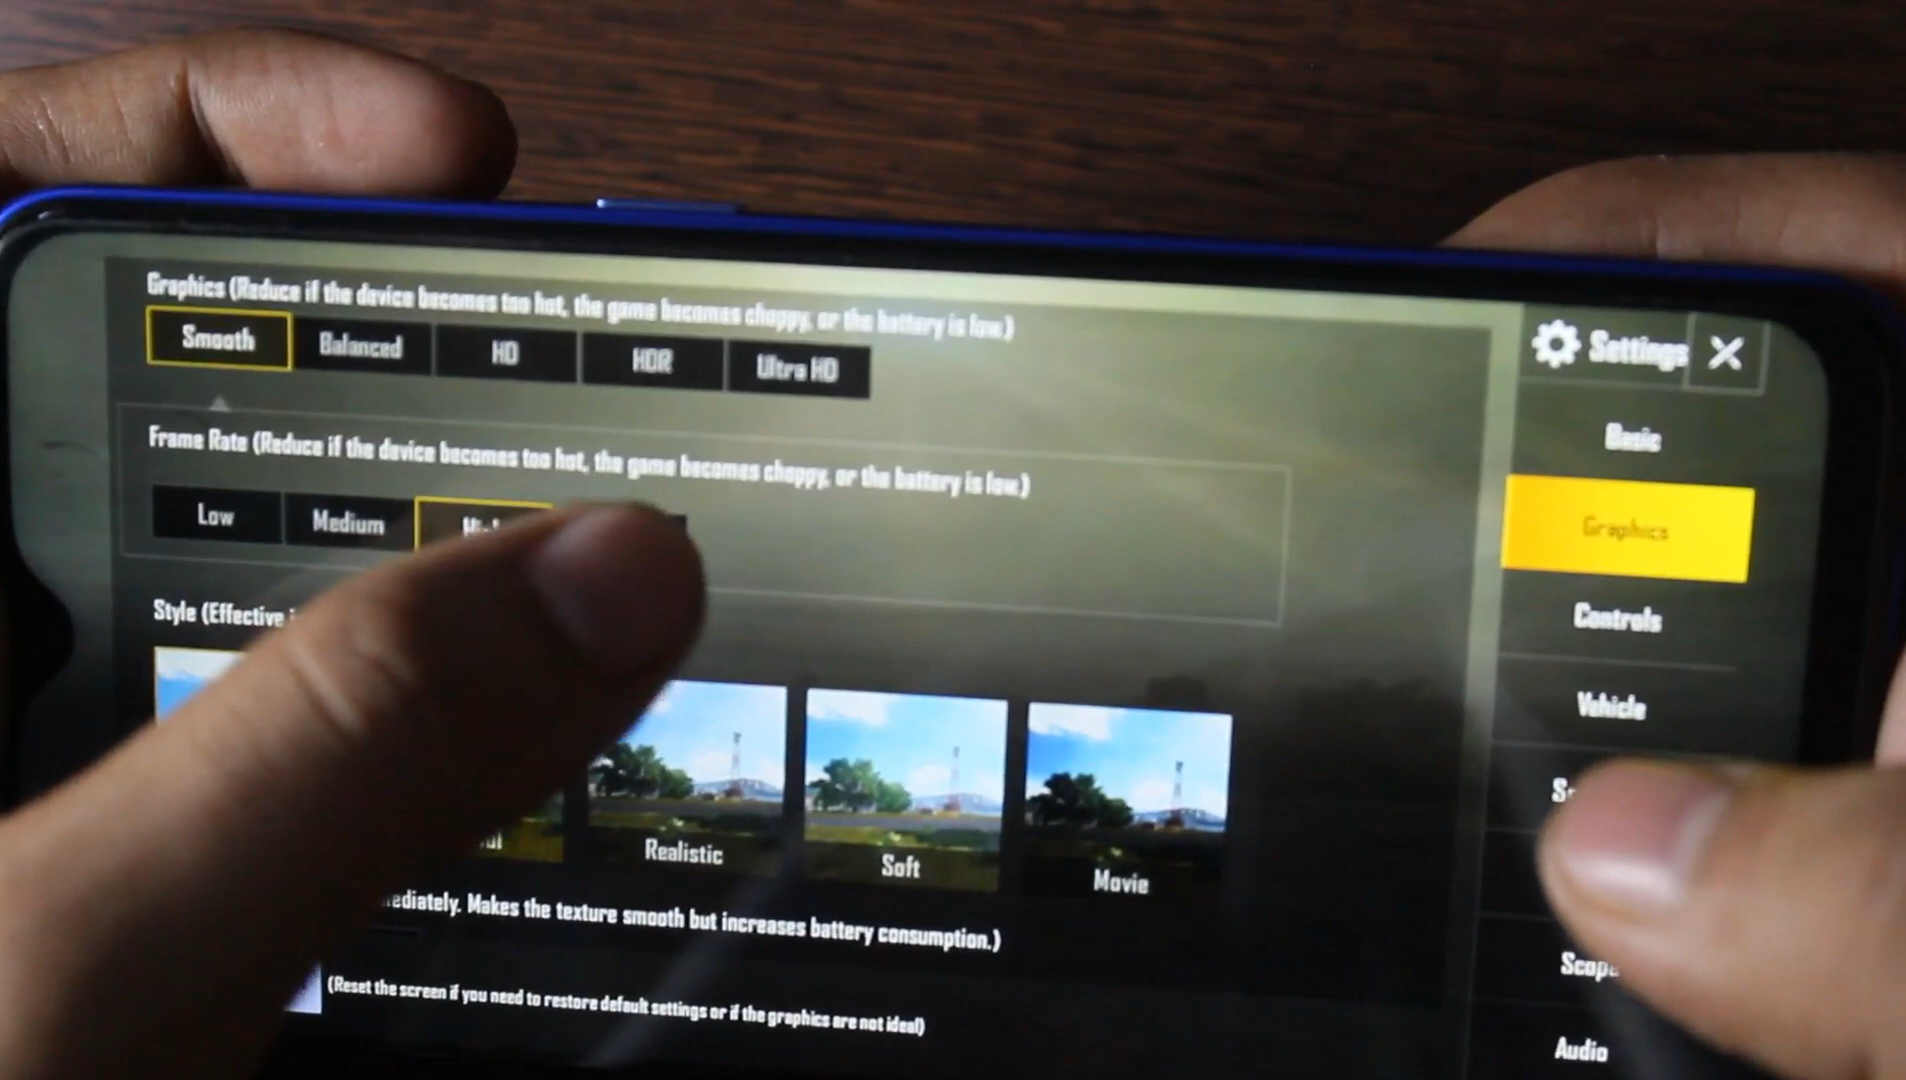 Graphics (Reduce if the device becomes too hot, the game becomes choppy, or the battery is low.)
Smooth Balanced HD HDR Ultra HD
Settings
Basic
Frame Rate (Reduce if the device becomes too hot, the game becomes choppy, or the battery is low.)
Low Medium
Graphics
Style (Effective
Controls
Vehicle
Realistic Soft Movie
Makes the texture smooth but increases battery consumption.)
(Reset the screen if you need to restore default settings or if the graphics are not ideal)
Audio